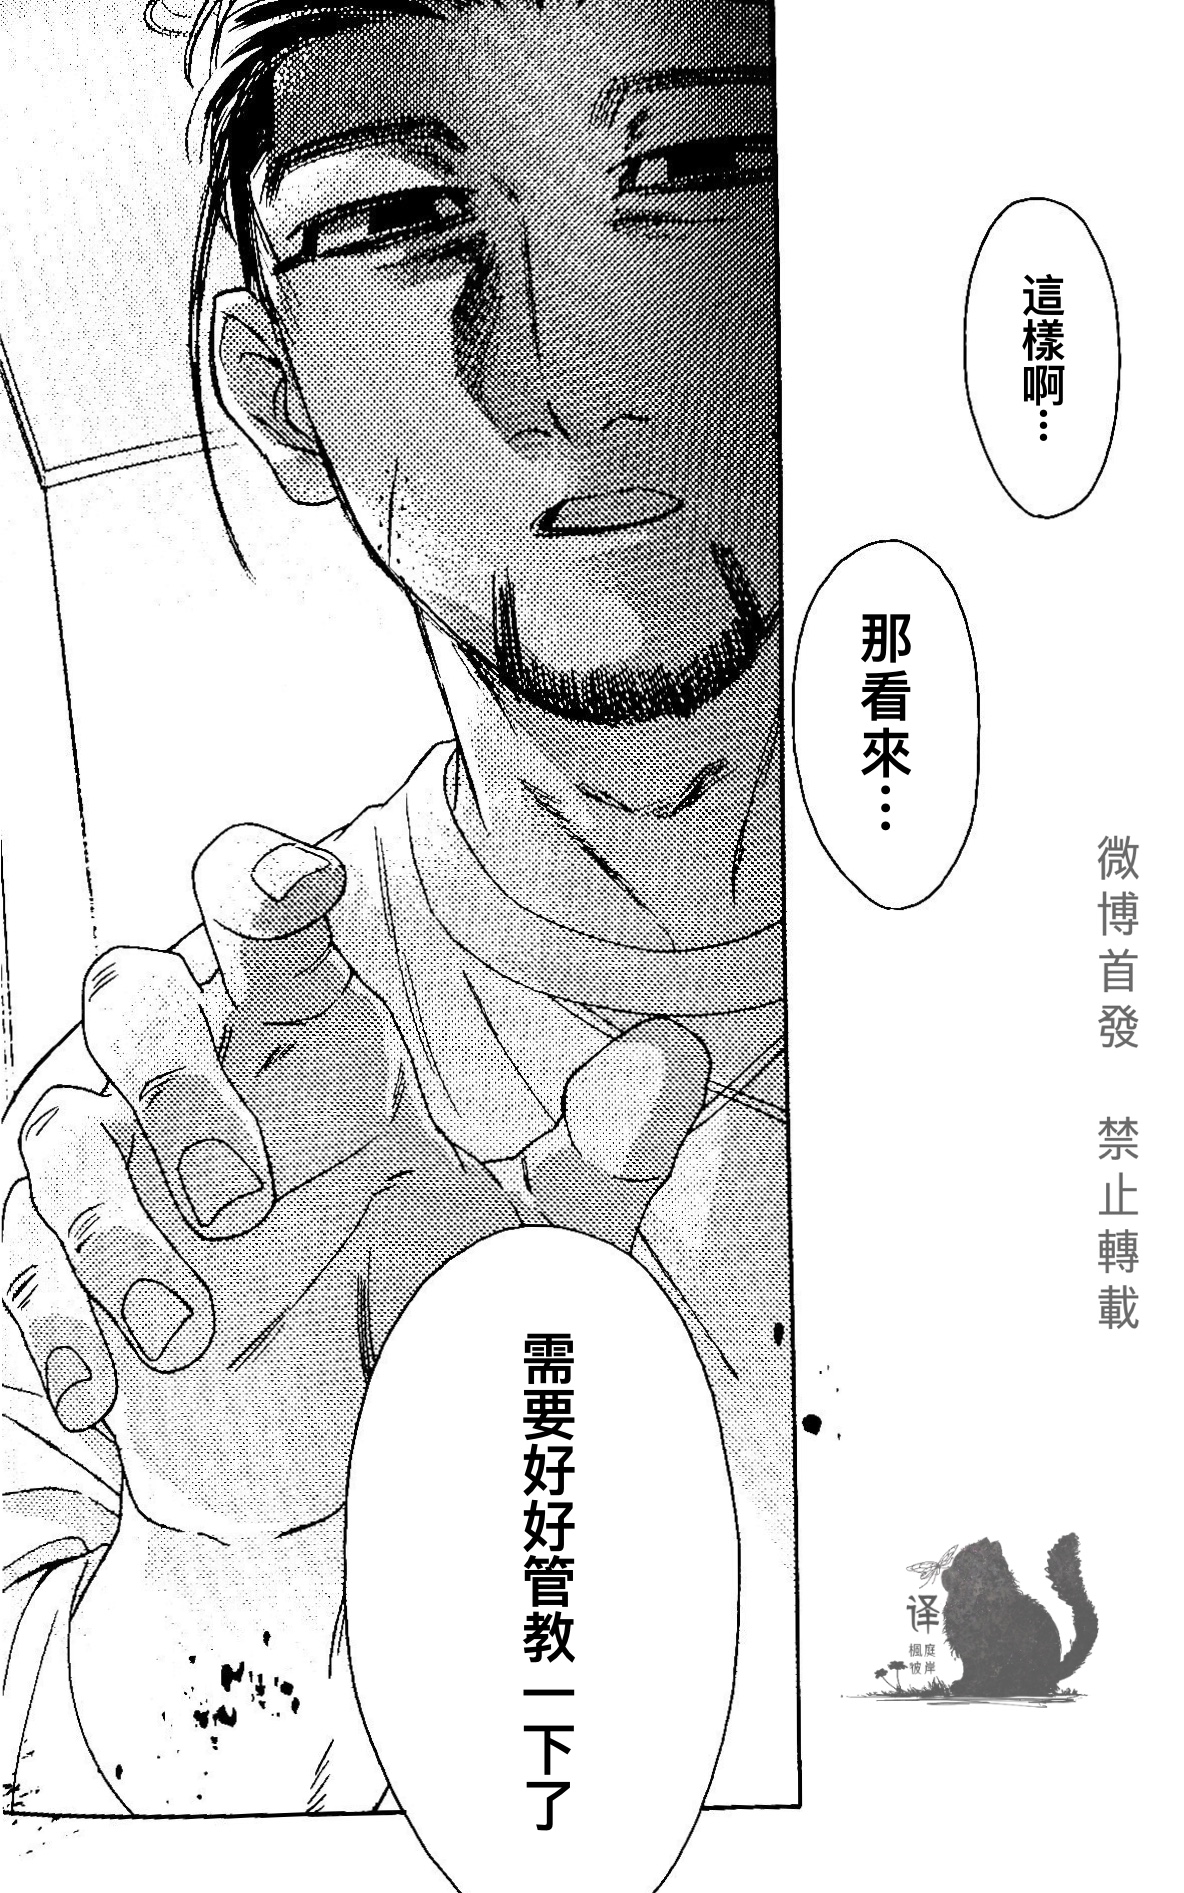 這樣啊…
那看來…
需要好好管教一下了
微博首發 禁止轉載
译
楓庭
彼岸